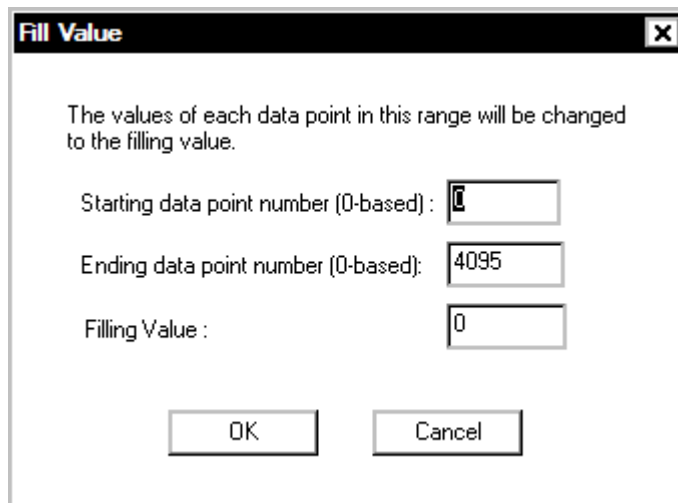 Fill Value
The values of each data point in this range will be changed
to the filling value.
Starting data point number (0-based) : 0
Ending data point number (0-based): 4095
Filling Value : 0
OK Cancel